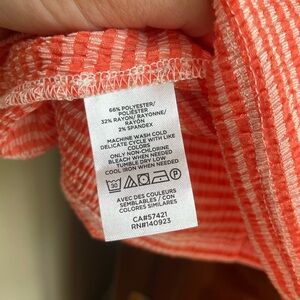 66% POLYESTER/
POLIÉSTER
32% RAYON/ RAYONNE/
RAYÓN
2% SPANDEX
MACHINE WASH COLD
DELICATE CYCLE WITH LIKE
COLORS
ONLY NON-CHLORINE
BLEACH WHEN NEEDED
TUMBLE DRY LOW
COOL IRON WHEN NEEDED
30
P
AVEC DES COULEURS
SEMBLABLES / CON
COLORES SIMILARES
CA#57421
RN#140923